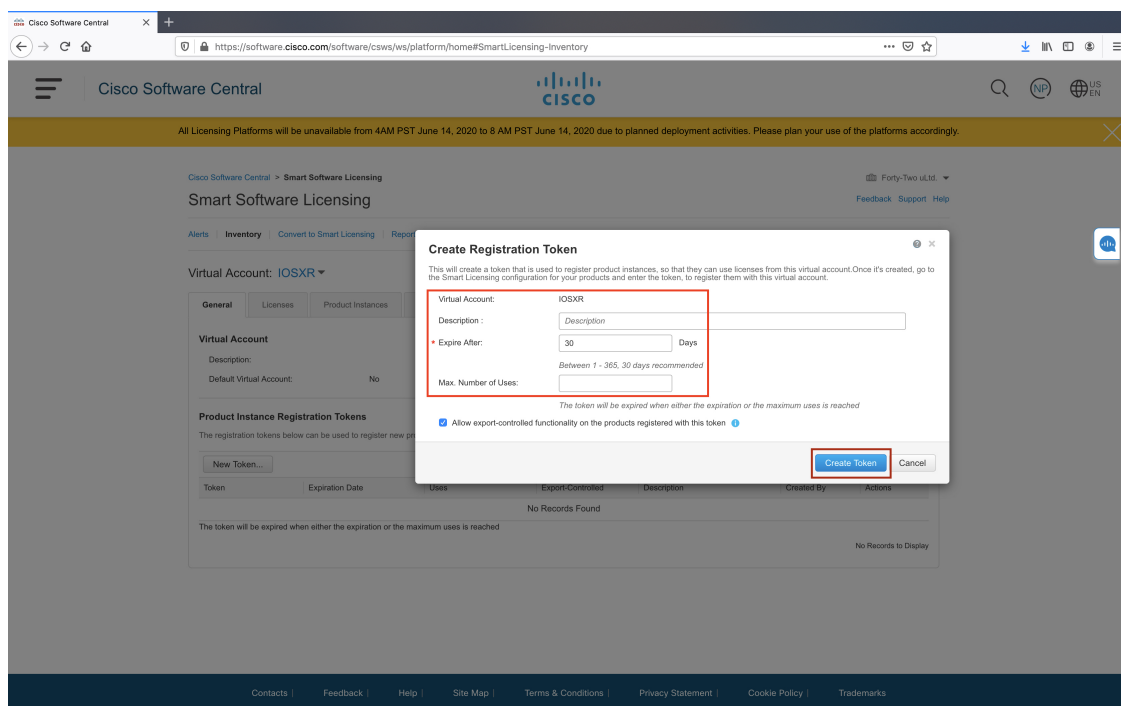 Cisco Software Central
https://software.cisco.com/software/csws/ws/platform/home#SmartLicensing-Inventory
Cisco Software Central
CISCO
NP
US
EN
All Licensing Platforms will be unavailable from 4AM PST June 14, 2020 to 8 AM PST June 14, 2020 due to planned deployment activities. Please plan your use of the platforms accordingly.
Cisco Software Central > Smart Software Licensing
Forty-Two uLtd.
Smart Software Licensing
Feedback Support Help
Alerts | Inventory | Convert to Smart Licensing | Report
Virtual Account: IOSXR
General
Licenses
Product Instances
Virtual Account
Description:
Default Virtual Account: No
Product Instance Registration Tokens
The registration tokens below can be used to register new pr
New Token...
Token Expiration Date Uses Export-Controlled Description Created By Actions
No Records Found
The token will be expired when either the expiration or the maximum uses is reached
No Records to Display
Create Registration Token
This will create a token that is used to register product instances, so that they can use licenses from this virtual account.Once it's created, go to
the Smart Licensing configuration for your products and enter the token, to register them with this virtual account.
Virtual Account: IOSXR
Description : Description
* Expire After: 30 Days
Between 1 - 365, 30 days recommended
Max. Number of Uses:
The token will be expired when either the expiration or the maximum uses is reached
Allow export-controlled functionality on the products registered with this token
Create Token
Cancel
Contacts | Feedback | Help | Site Map | Terms & Conditions | Privacy Statement | Cookie Policy | Trademarks